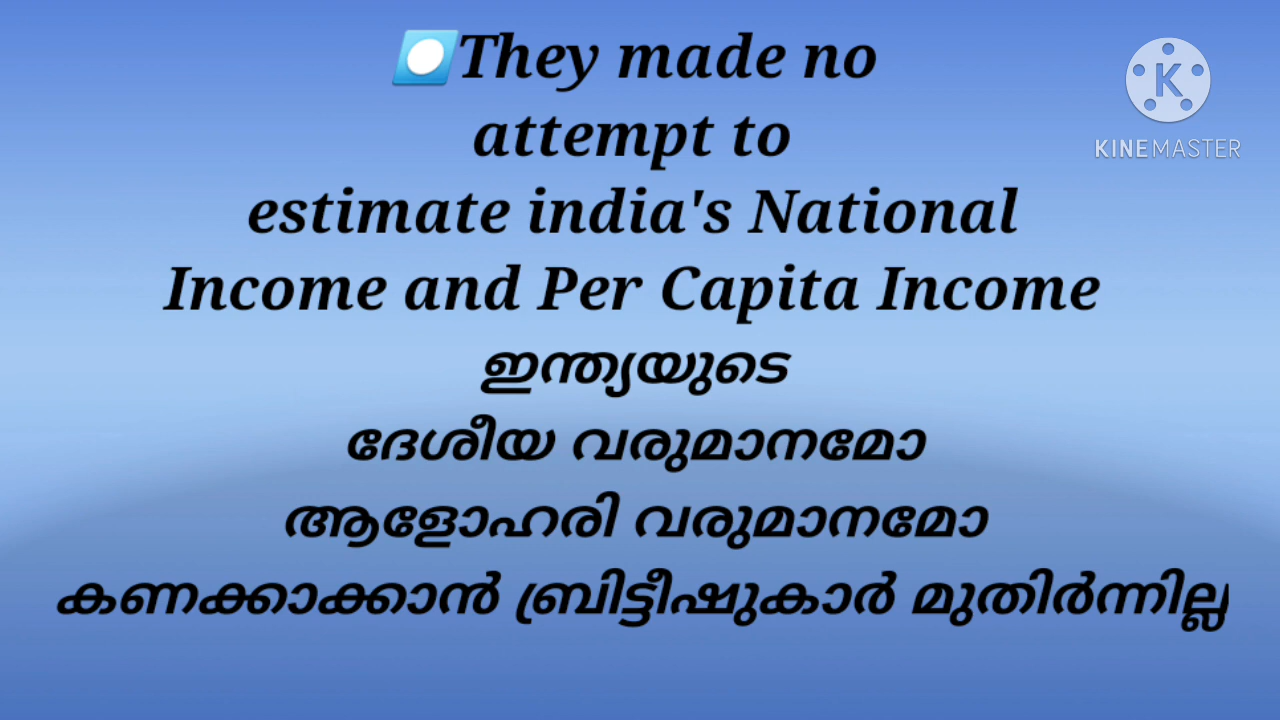 They made no
attempt to
estimate india's National
Income and Per Capita Income
ഇന്ത്യയുടെ
ദേശീയ വരുമാനമോ
ആളോഹരി വരുമാനമോ
കണക്കാക്കാൻ ബ്രിട്ടീഷുകാർ മുതിർന്നില്ല
K
KINEMASTER